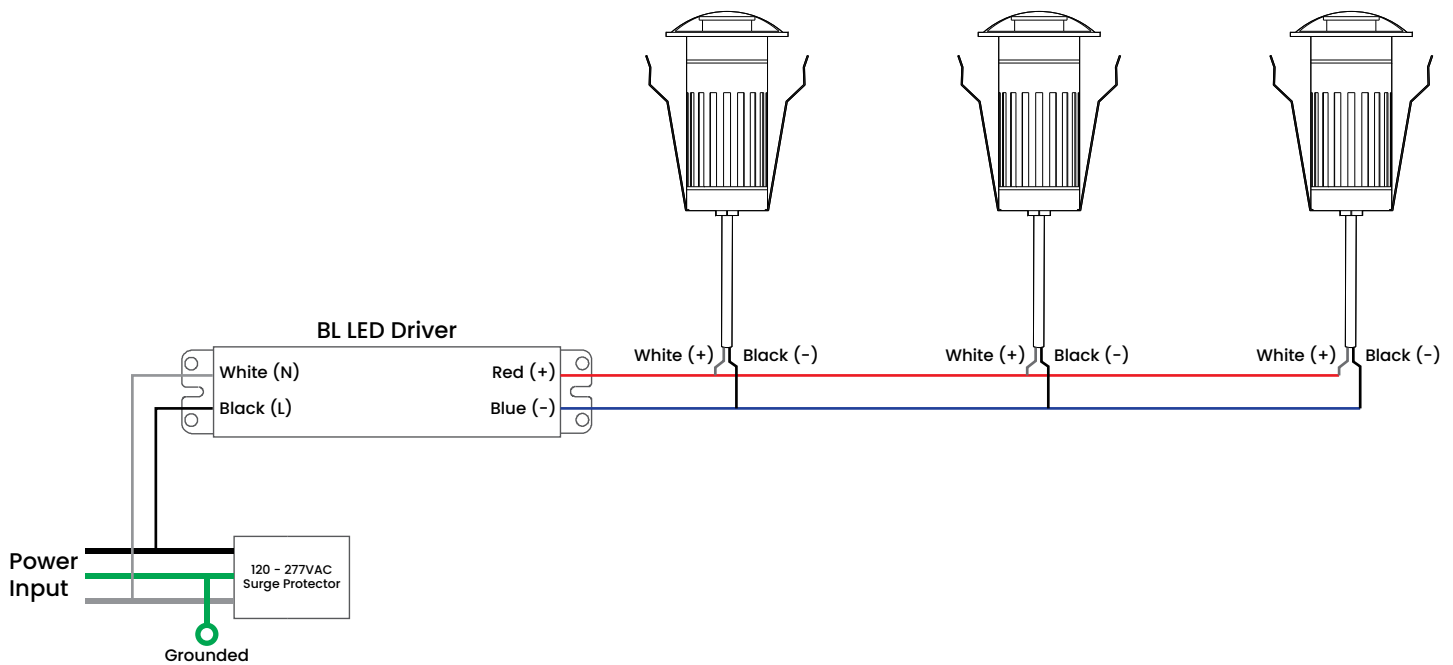 BL LED Driver
White (N)
Black (L)
Red (+)
Blue (-)
White (+)
Black (-)
White (+)
Black (-)
White (+)
Black (-)
Power
Input
120 - 277VAC
Surge Protector
Grounded